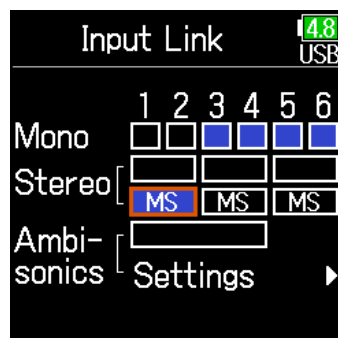 Input Link
4.8
USB
1 2 3 4 5 6
Mono
Stereo
MS MS MS
Ambi-
sonics
Settings